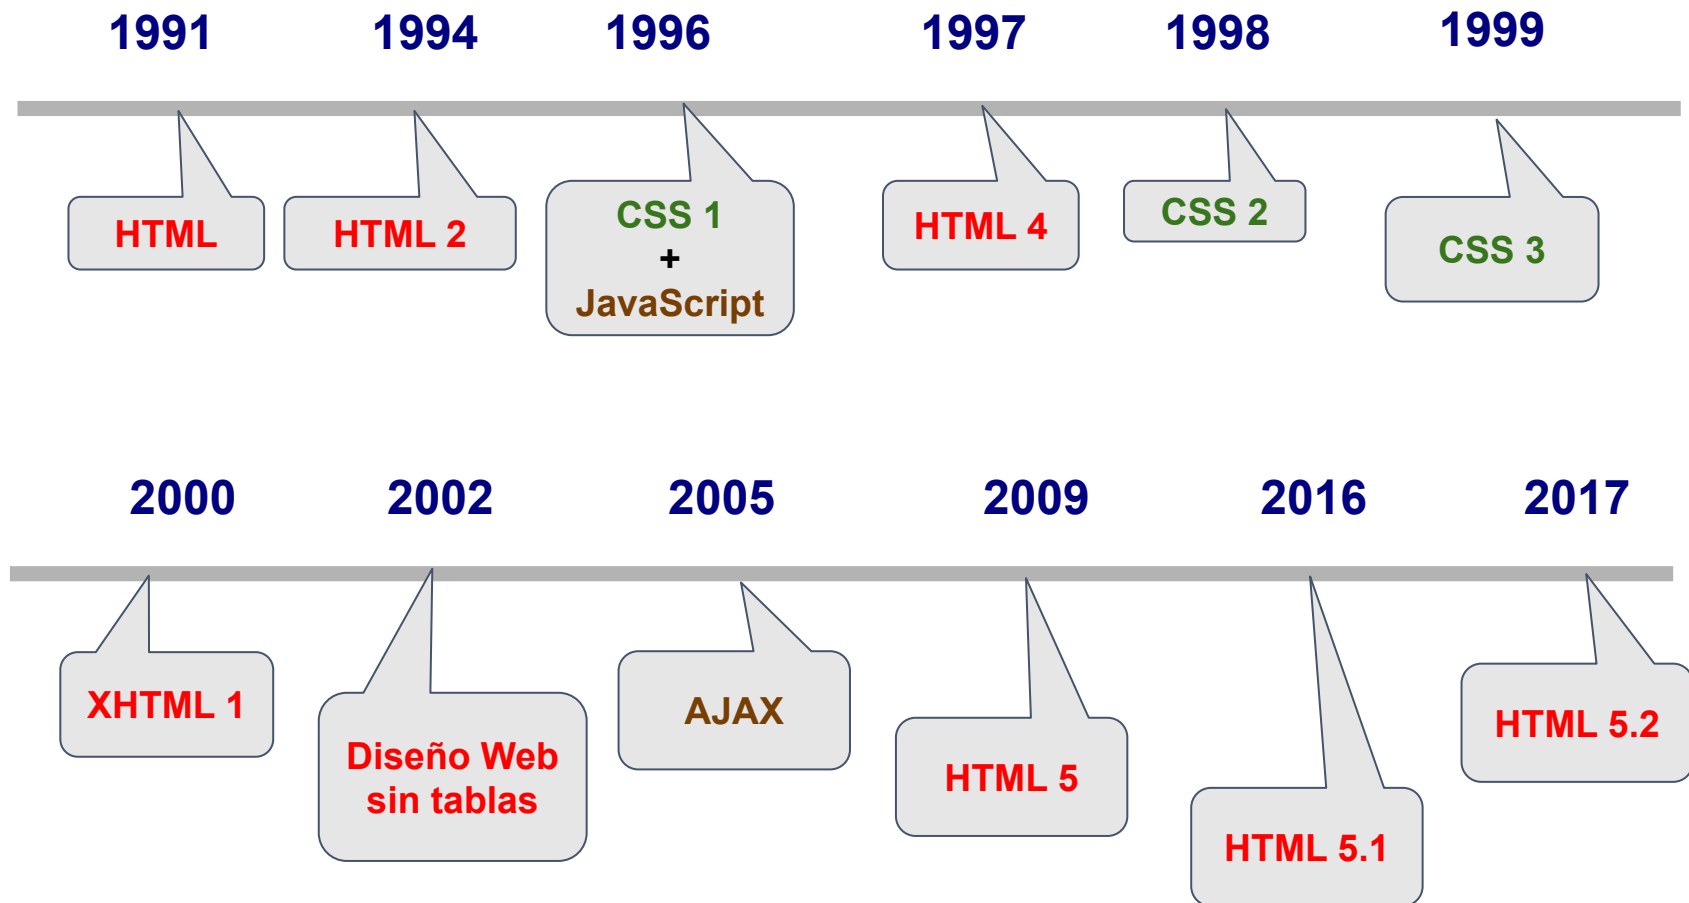 1991
1994
1996
1997
1998
1999
HTML
HTML 2
CSS 1
+
JavaScript
HTML 4
CSS 2
CSS 3
2000
2002
2005
2009
2016
2017
XHTML 1
Diseño Web
sin tablas
AJAX
HTML 5
HTML 5.1
HTML 5.2